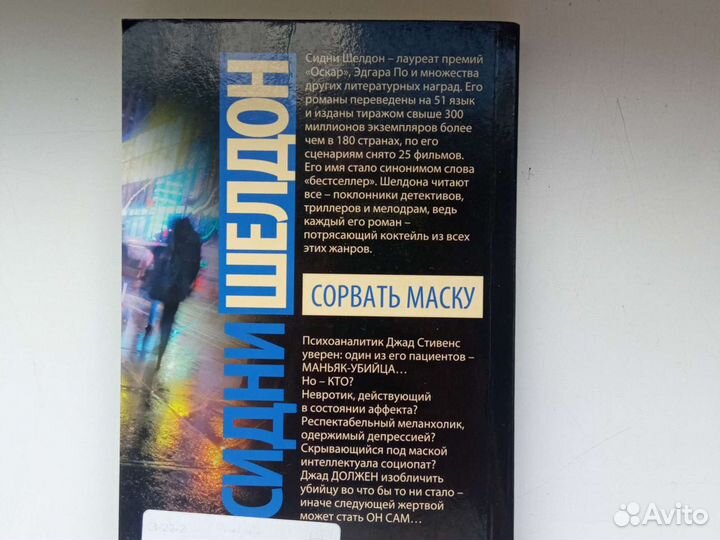 Сидни Шелдон – лауреат премий
«Оскар», Эдгара По и множества
других литературных наград. Его
романы переведены на 51 язык
и изданы тиражом свыше 300
миллионов экземпляров более
чем в 180 странах, по его
сценариям снято 25 фильмов.
Его имя стало синонимом слова
«бестселлер». Шелдона читают
все – поклонники детективов,
триллеров и мелодрам, ведь
каждый его роман –
потрясающий коктейль из всех
этих жанров.
СИДНИ ШЕЛДОН
СОРВАТЬ МАСКУ
Психоаналитик Джад Стивенс
уверен: один из его пациентов –
МАНЬЯК-УБИЙЦА...
Но – КТО?
Невротик, действующий
в состоянии аффекта?
Респектабельный меланхолик,
одержимый депрессией?
Скрывающийся под маской
интеллектуала социопат?
Джад ДОЛЖЕН изобличить
убийцу во что бы то ни стало –
иначе следующей жертвой
может стать ОН САМ...
Avito